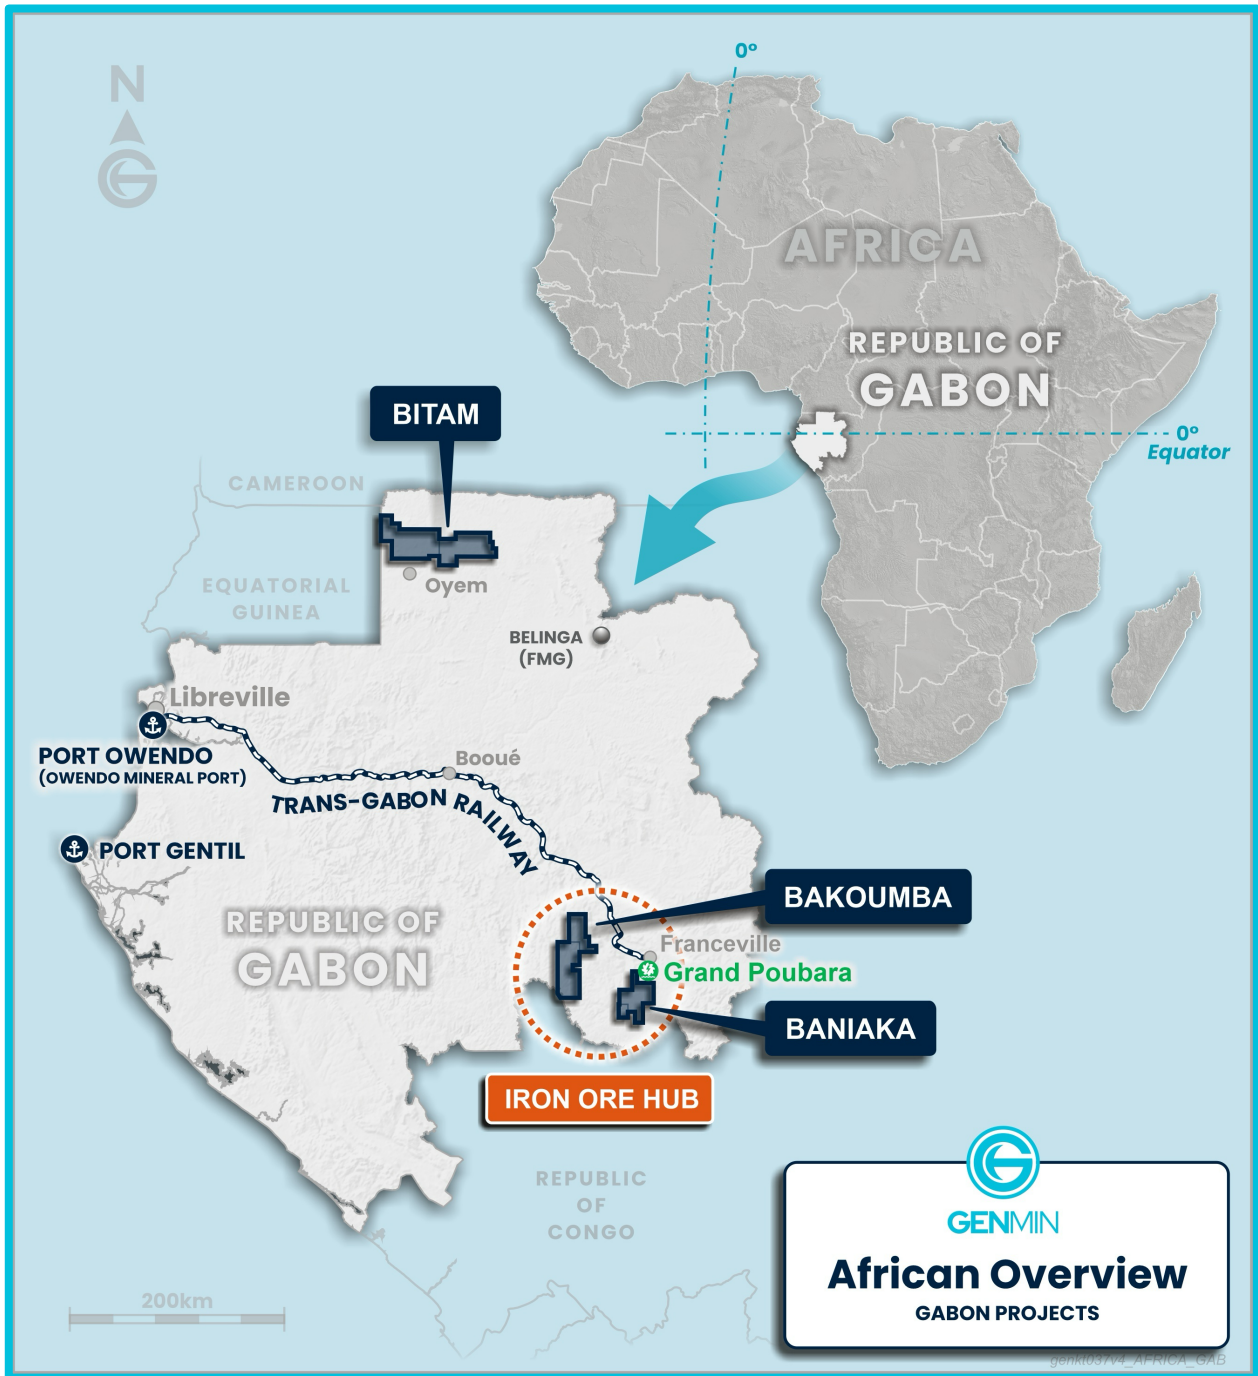 N
0°
AFRICA
REPUBLIC OF
GABON
0°
Equator
BITAM
CAMEROON
EQUATORIAL
GUINEA
Oyem
BELINGA
(FMG)
Libreville
PORT OWENDO
(OWENDO MINERAL PORT)
Booué
TRANS-GABON RAILWAY
PORT GENTIL
BAKOUMBA
REPUBLIC OF
GABON
Franceville
Grand Poubara
BANIAKA
IRON ORE HUB
REPUBLIC
OF
CONGO
200km
GENMIN
African Overview
GABON PROJECTS
genkt037v4_AFRICA_GAB